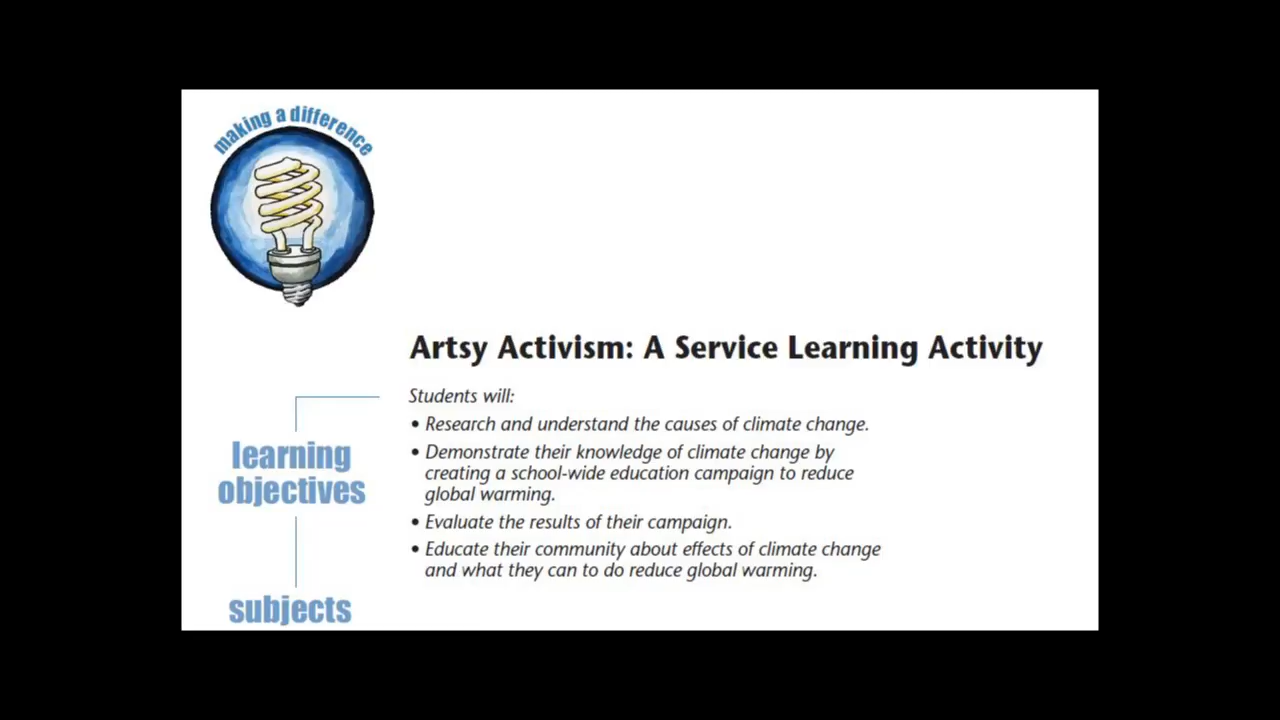 making a difference
Artsy Activism: A Service Learning Activity
Students will:
• Research and understand the causes of climate change.
• Demonstrate their knowledge of climate change by
creating a school-wide education campaign to reduce
global warming.
• Evaluate the results of their campaign.
• Educate their community about effects of climate change
and what they can to do reduce global warming.
learning
objectives
subjects